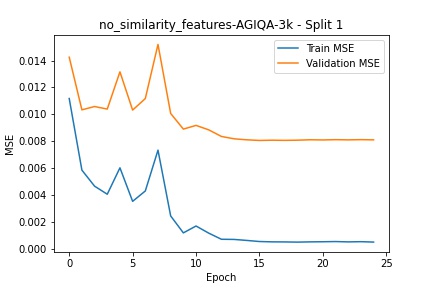 no_similarity_features-AGIQA-3k - Split 1
Train MSE
Validation MSE
MSE
0.014
0.012
0.010
0.008
0.006
0.004
0.002
0.000
0 5 10 15 20 25
Epoch